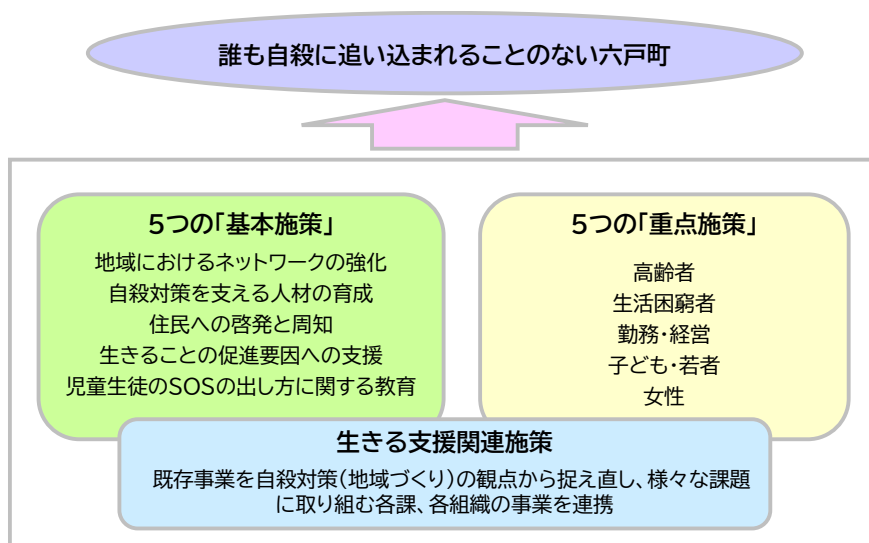 誰も自殺に追い込まれることのない六戸町
5つの「基本施策」
地域におけるネットワークの強化
自殺対策を支える人材の育成
住民への啓発と周知
生きることの促進要因への支援
児童生徒のSOSの出し方に関する教育
5つの「重点施策」
高齢者
生活困窮者
勤務・経営
子ども・若者
女性
生きる支援関連施策
既存事業を自殺対策(地域づくり)の観点から捉え直し、様々な課題
に取り組む各課、各組織の事業を連携